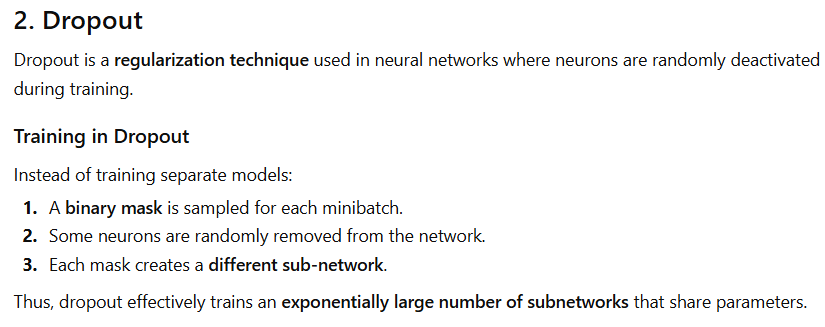 2. Dropout
Dropout is a regularization technique used in neural networks where neurons are randomly deactivated
during training.
Training in Dropout
Instead of training separate models:
1. A binary mask is sampled for each minibatch.
2. Some neurons are randomly removed from the network.
3. Each mask creates a different sub-network.
Thus, dropout effectively trains an exponentially large number of subnetworks that share parameters.